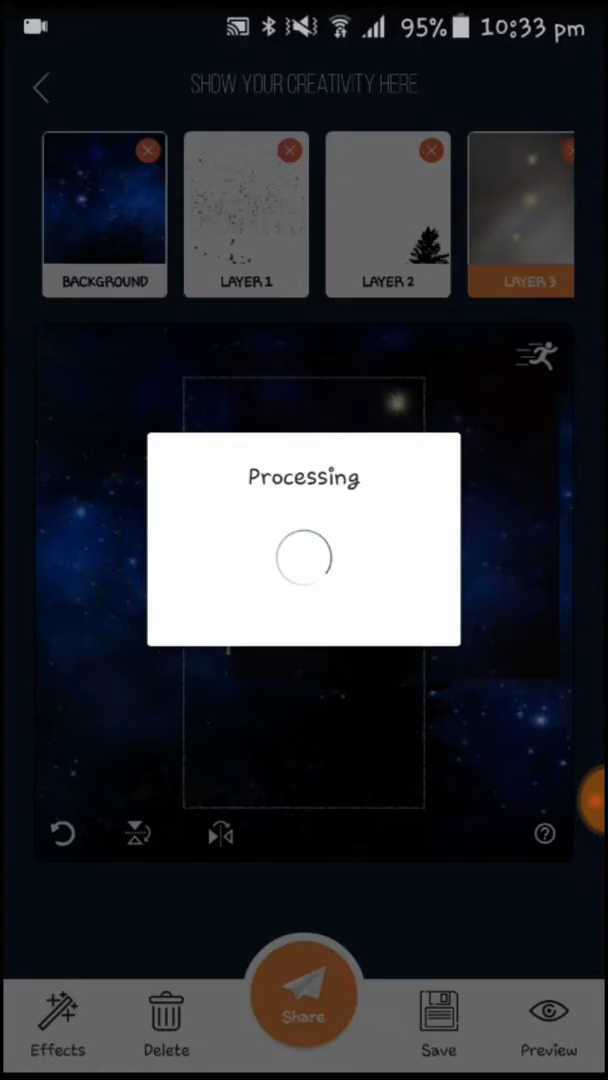 95% 10:33 pm
SHOW YOUR CREATIVITY HERE
BACKGROUND LAYER 1 LAYER 2 LAYER 3
Processing
Share
Effects Delete Save Preview